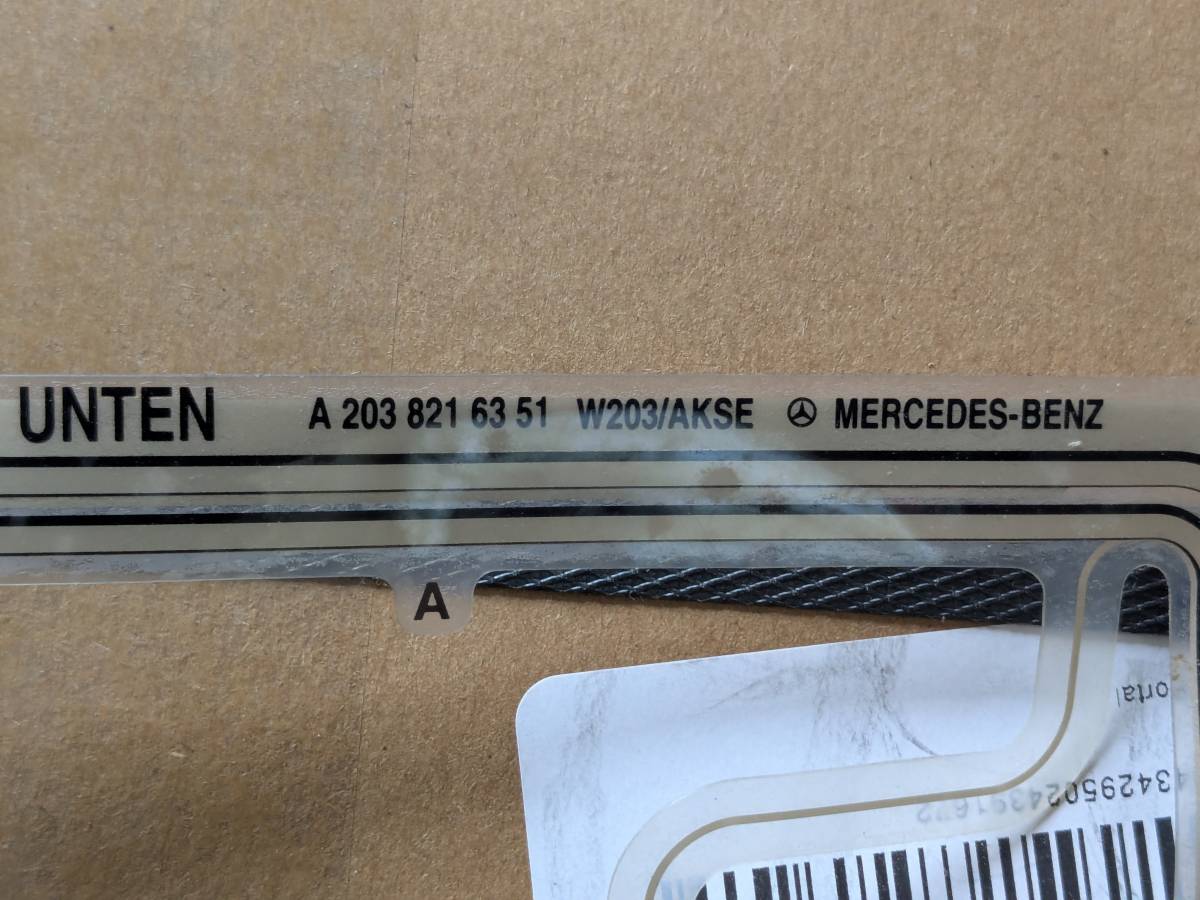 UNTEN A 203 821 63 51 W203/AKSE MERCEDES-BENZ
A